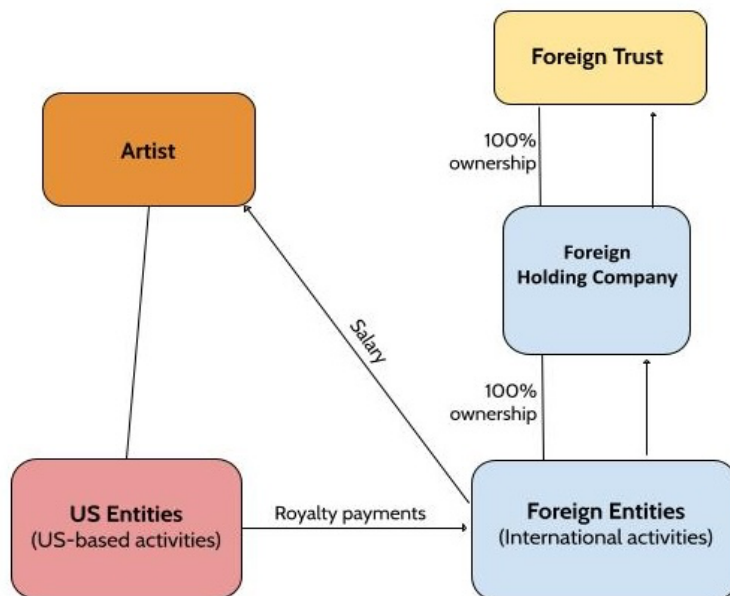 Foreign Trust
Artist
100%
ownership
Foreign
Holding Company
Salary
100%
ownership
US Entities
(US-based activities)
Royalty payments
Foreign Entities
(International activities)